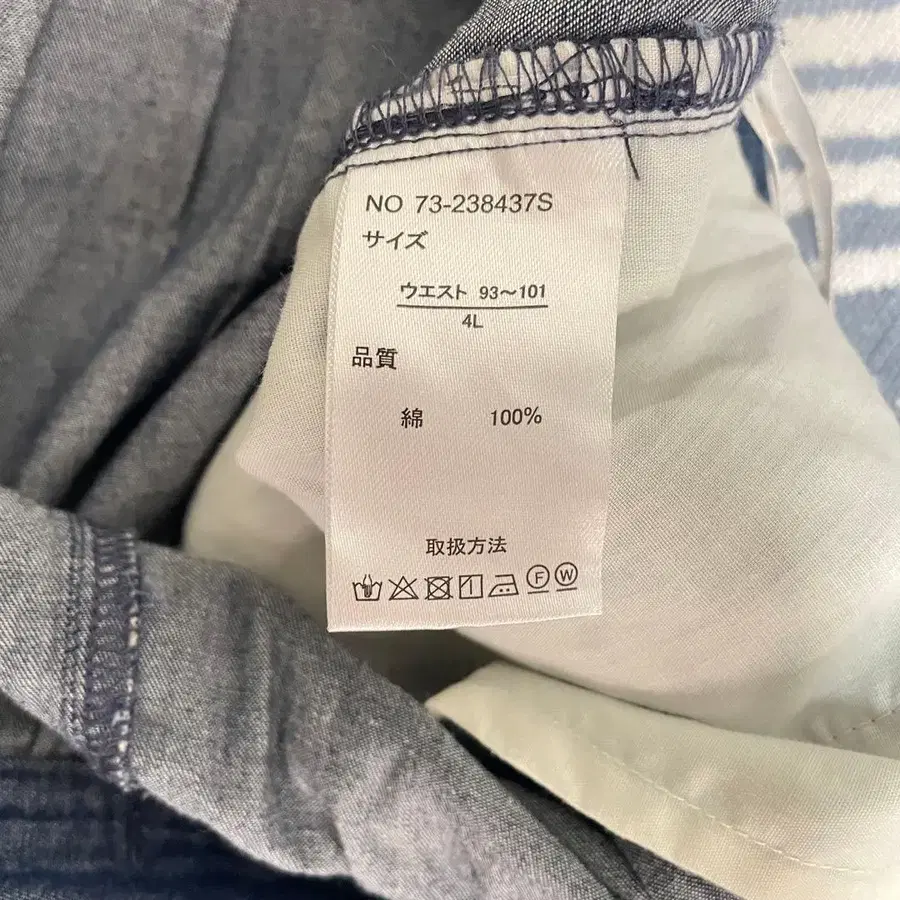 NO 73-238437S
サイズ
ウエスト 93～101
4L
品質
綿 100%
取扱方法
F W